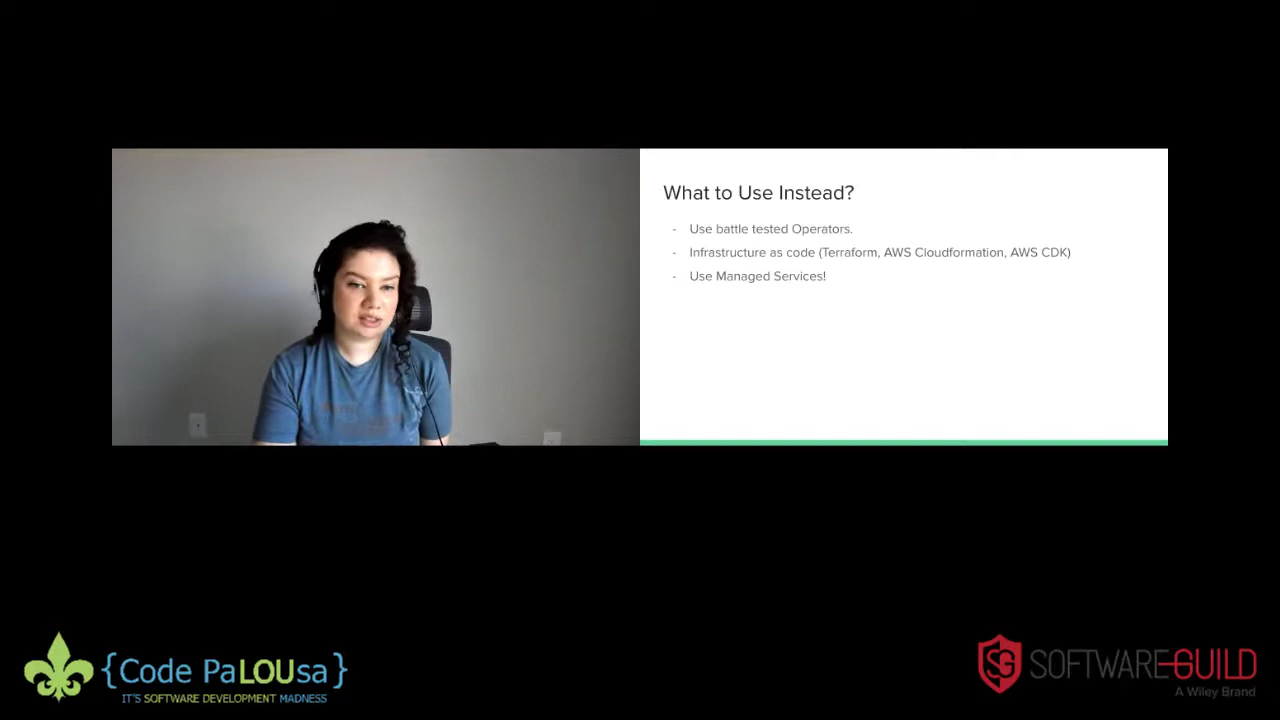 What to Use Instead?
- Use battle tested Operators.
- Infrastructure as code (Terraform, AWS Cloudformation, AWS CDK)
- Use Managed Services!
{Code PaLOUsa}
IT'S SOFTWARE DEVELOPMENT MADNESS
SG SOFTWARE GUILD
A Wiley Brand